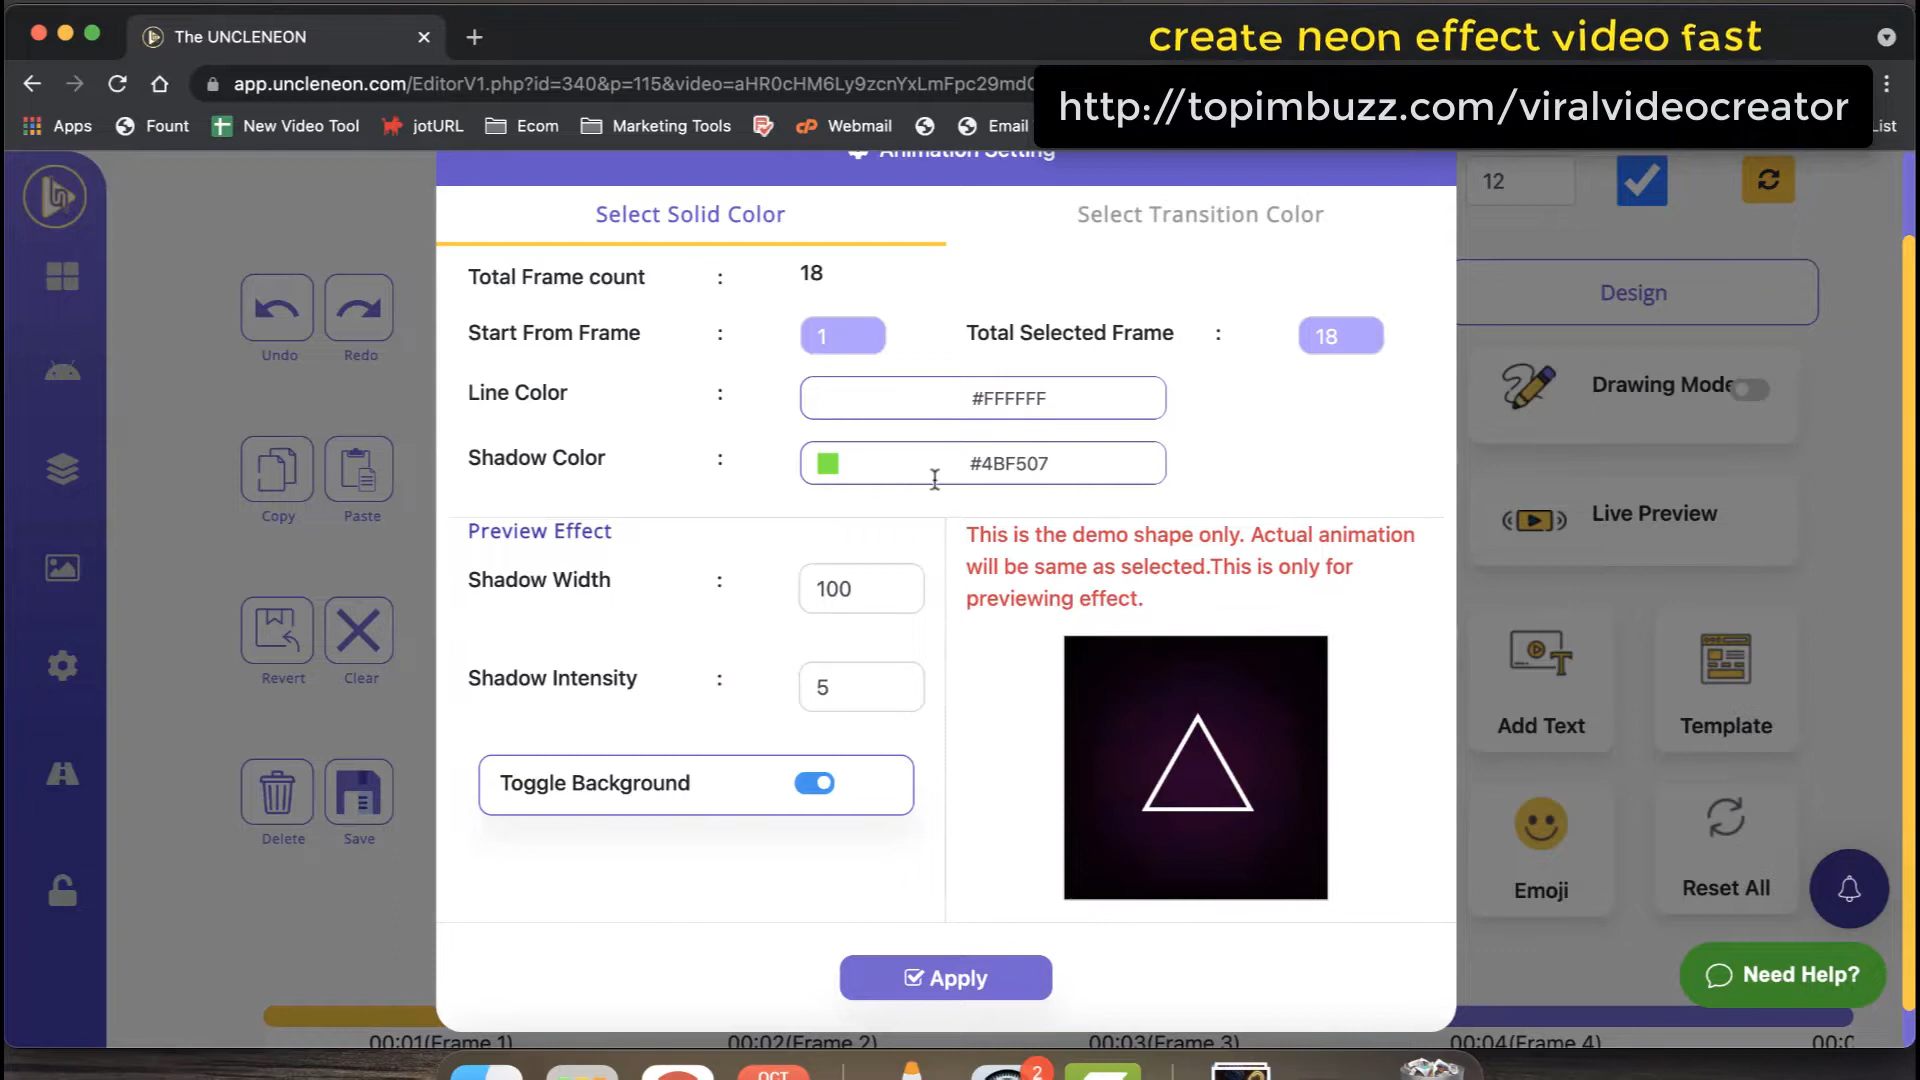 The UNCLENEON
create neon effect video fast
app.uncleneon.com/EditorV1.php?id=340&p=115&video=aHR0cHM6Ly9zcnYxLmFpc29mdC
http://topimbuzz.com/viralvideocreator
Apps
Fount
New Video Tool
jotURL
Ecom
Marketing Tools
Webmail
Email
List
Animation Setting
12
Select Solid Color
Select Transition Color
Total Frame count : 18
Start From Frame : 1
Total Selected Frame : 18
Line Color : #FFFFFF
Shadow Color : #4BF507
Preview Effect
Shadow Width : 100
Shadow Intensity : 5
Toggle Background
This is the demo shape only. Actual animation
will be same as selected.This is only for
previewing effect.
Apply
Undo
Redo
Copy
Paste
Revert
Clear
Delete
Save
Design
Drawing Mode
Live Preview
Add Text
Template
Emoji
Reset All
Need Help?
00:01(Frame 1)
00:02(Frame 2)
00:03(Frame 3)
00:04(Frame 4)
OCT
2